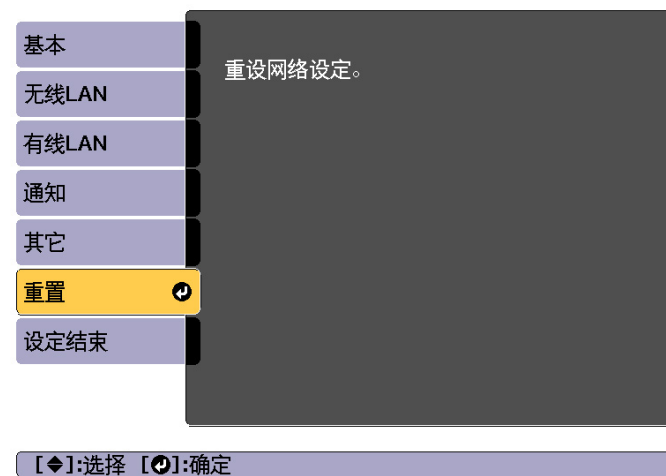 基本
无线LAN
有线LAN
通知
其它
重置
设定结束
重设网络设定。
[◆]:选择 [⏎]:确定